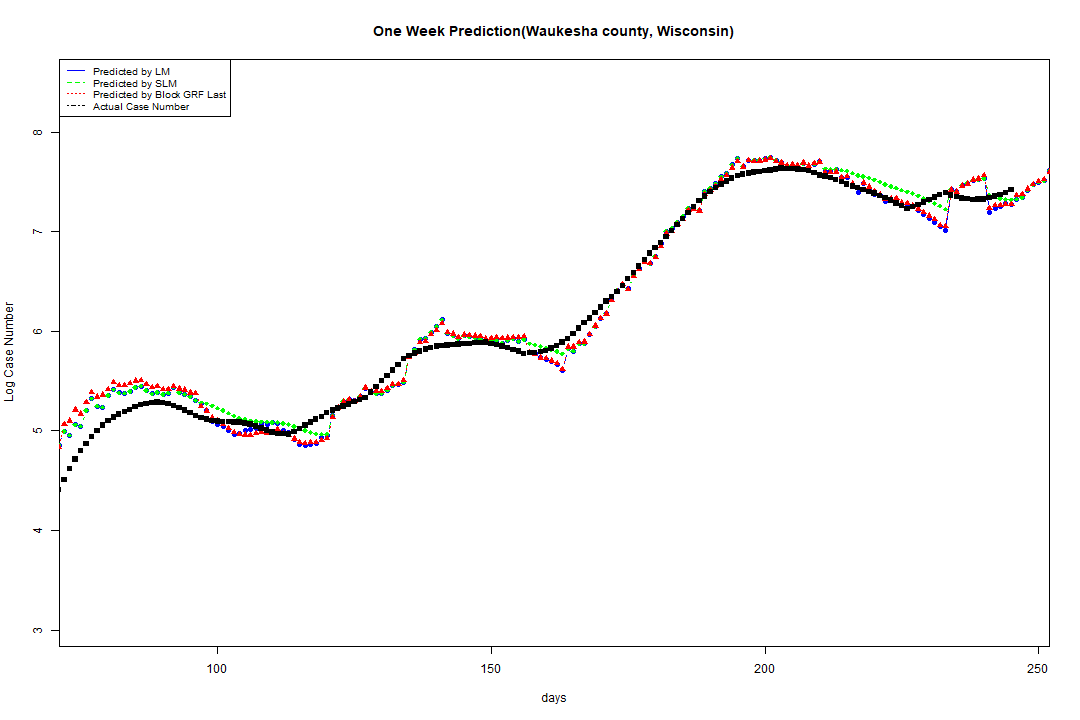 One Week Prediction(Waukesha county, Wisconsin)
Predicted by LM
Predicted by SLM
Predicted by Block GRF Last
Actual Case Number
8
7
6
5
4
3
Log Case Number
100 150 200 250
days